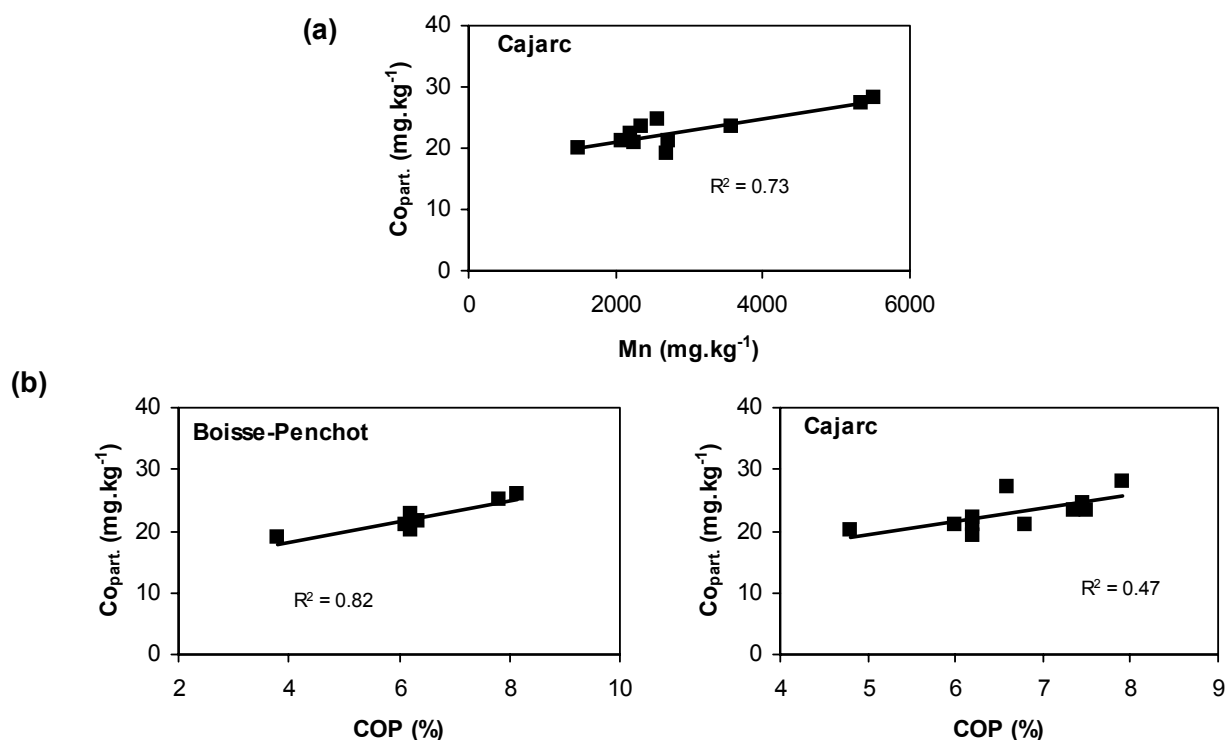 (a)
Cajarc
40
30
20
10
0
Co_part. (mg.kg⁻¹)
R² = 0.73
0 2000 4000 6000
Mn (mg.kg⁻¹)
(b)
Boisse-Penchot
40
30
20
10
0
Co_part. (mg.kg⁻¹)
R² = 0.82
2 4 6 8 10
COP (%)
Cajarc
40
30
20
10
0
Co_part. (mg.kg⁻¹)
R² = 0.47
4 5 6 7 8 9
COP (%)